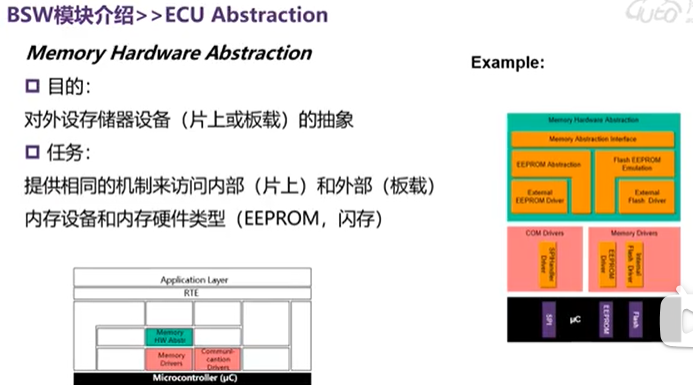 BSW模块介绍>>ECU Abstraction
Memory Hardware Abstraction
目的：
对外设存储器设备（片上或板载）的抽象
任务：
提供相同的机制来访问内部（片上）和外部（板载）
内存设备和内存硬件类型（EEPROM，闪存）
Application Layer
RTE
Memory
HW Abstr
Memory
Drivers
Communi-
cantion
Drivers
Microcontroller (µC)
Example:
Memory Hardware Abstraction
Memory Abstraction Interface
EEPROM Abstraction
Flash EEPROM
Emulation
External
EEPROM Driver
External
Flash Driver
COM Drivers
Memory Drivers
SPIHandler
Driver
EEPROM
Driver
Internal
Flash Driver
SPI
µC
EEPROM
Flash